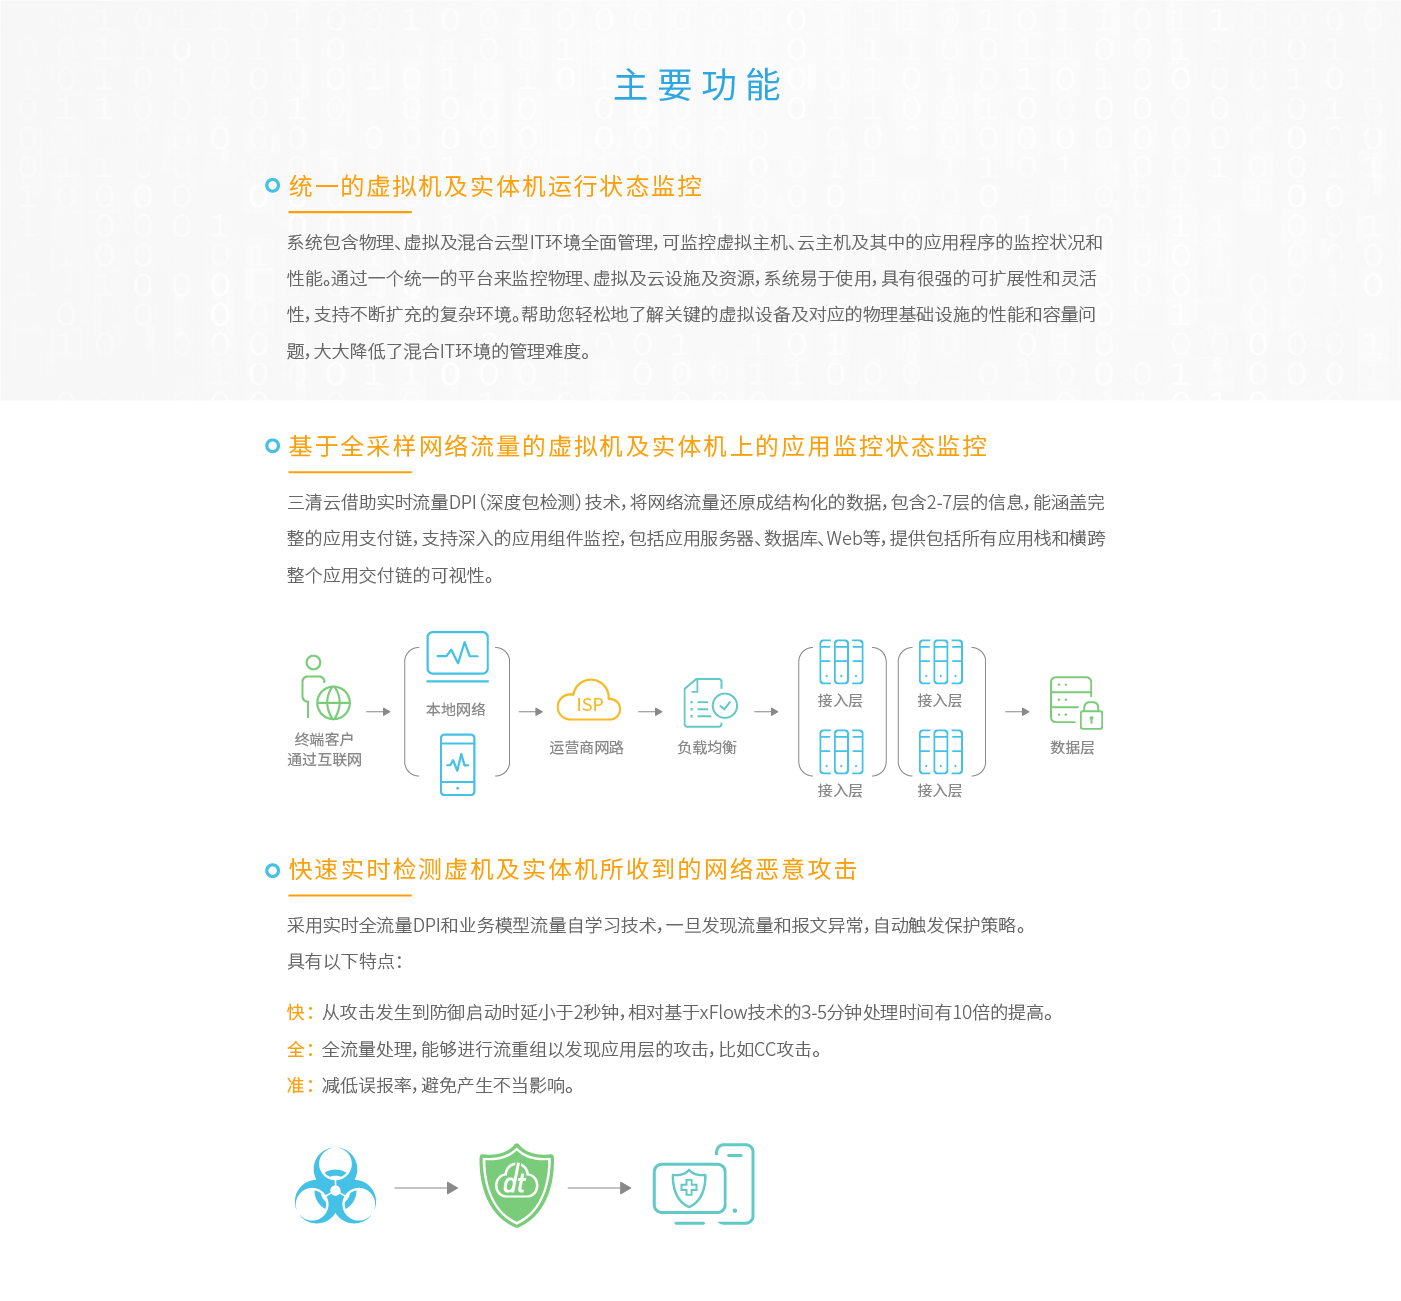 主要功能
统一的虚拟机及实体机运行状态监控
系统包含物理、虚拟及混合云型IT环境全面管理，可监控虚拟主机、云主机及其中的应用程序的监控状况和
性能。通过一个统一的平台来监控物理、虚拟及云设施及资源，系统易于使用，具有很强的可扩展性和灵活
性，支持不断扩充的复杂环境。帮助您轻松地了解关键的虚拟设备及对应的物理基础设施的性能和容量问
题，大大降低了混合IT环境的管理难度。
基于全采样网络流量的虚拟机及实体机上的应用监控状态监控
三清云借助实时流量DPI（深度包检测）技术，将网络流量还原成结构化的数据，包含2-7层的信息，能涵盖完
整的应用支付链，支持深入的应用组件监控，包括应用服务器、数据库、Web等，提供包括所有应用栈和横跨
整个应用交付链的可视性。
终端客户
通过互联网
本地网络
ISP
运营商网路
负载均衡
接入层
接入层
接入层
接入层
数据层
快速实时检测虚机及实体机所收到的网络恶意攻击
采用实时全流量DPI和业务模型流量自学习技术，一旦发现流量和报文异常，自动触发保护策略。
具有以下特点：
快：从攻击发生到防御启动时延小于2秒钟，相对基于xFlow技术的3-5分钟处理时间有10倍的提高。
全：全流量处理，能够进行流重组以发现应用层的攻击，比如CC攻击。
准：减低误报率，避免产生不当影响。
dt